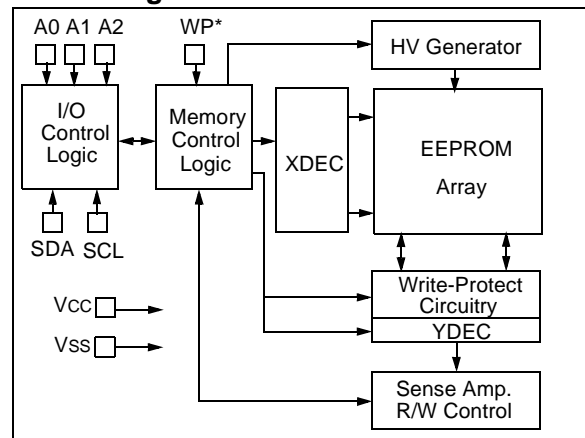 A0 A1 A2
WP*
HV Generator
I/O
Control
Logic
Memory
Control
Logic
XDEC
EEPROM
Array
SDA SCL
Write-Protect
Circuitry
YDEC
VCC
VSS
Sense Amp.
R/W Control